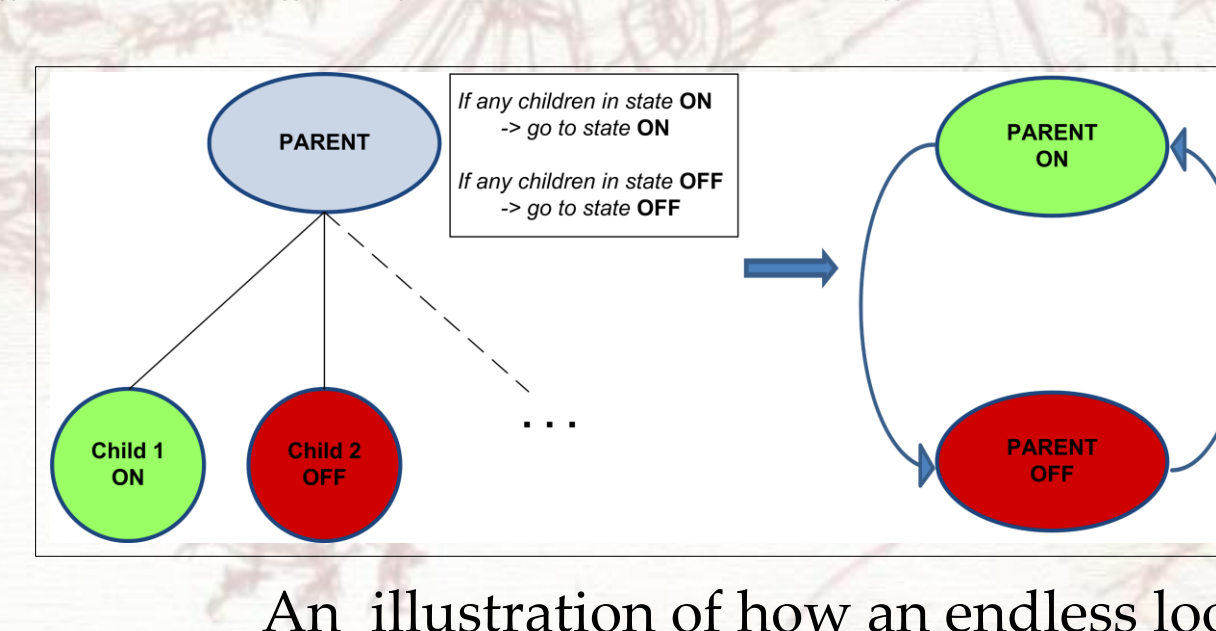 PARENT
If any children in state ON
-> go to state ON
If any children in state OFF
-> go to state OFF
PARENT
ON
Child 1
ON
Child 2
OFF
...
PARENT
OFF
An illustration of how an endless